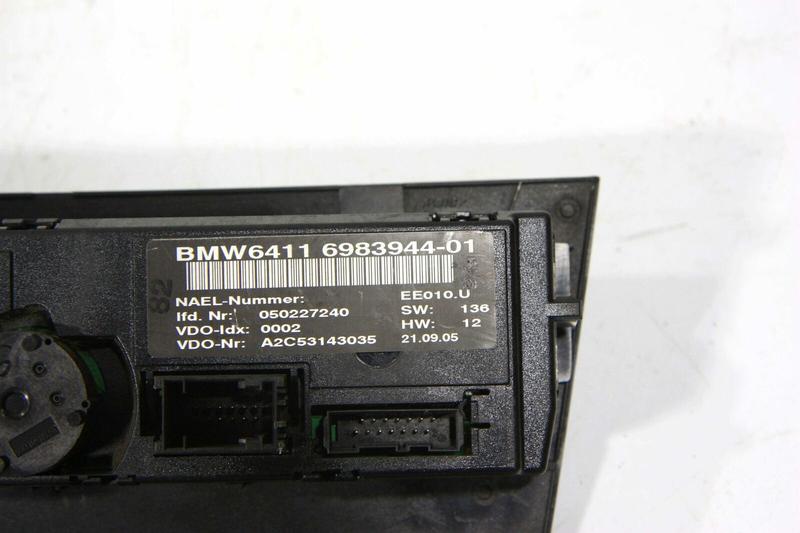 BMW6411 6983944-01
82
NAEL-Nummer: EE010.U
lfd. Nr: 050227240 SW: 136
VDO-Idx: 0002 HW: 12
VDO-Nr: A2C53143035 21.09.05